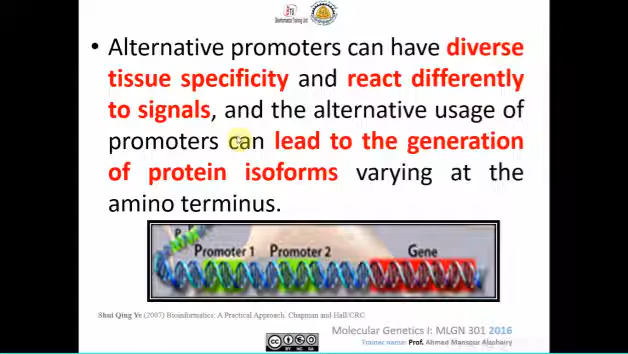 • Alternative promoters can have diverse
tissue specificity and react differently
to signals, and the alternative usage of
promoters can lead to the generation
of protein isoforms varying at the
amino terminus.
Promoter 1 Promoter 2 Gene
Shui Qing Ye (2007) Bioinformatics: A Practical Approach. Chapman and Hall/CRC.
Molecular Genetics I: MLGN 301 2016
Trainer name: Prof. Ahmed Mansour Alzohairy